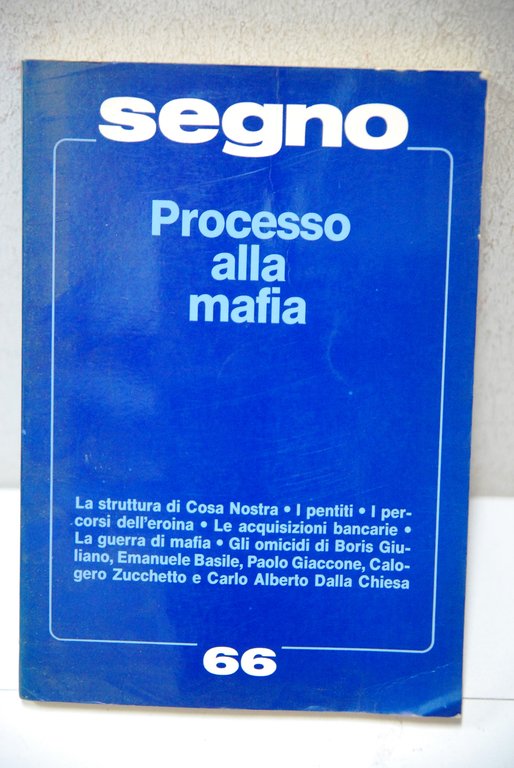 segno
Processo
alla
mafia
La struttura di Cosa Nostra • I pentiti • I per-
corsi dell'eroina • Le acquisizioni bancarie •
La guerra di mafia • Gli omicidi di Boris Giu-
liano, Emanuele Basile, Paolo Giaccone, Calo-
gero Zucchetto e Carlo Alberto Dalla Chiesa
66